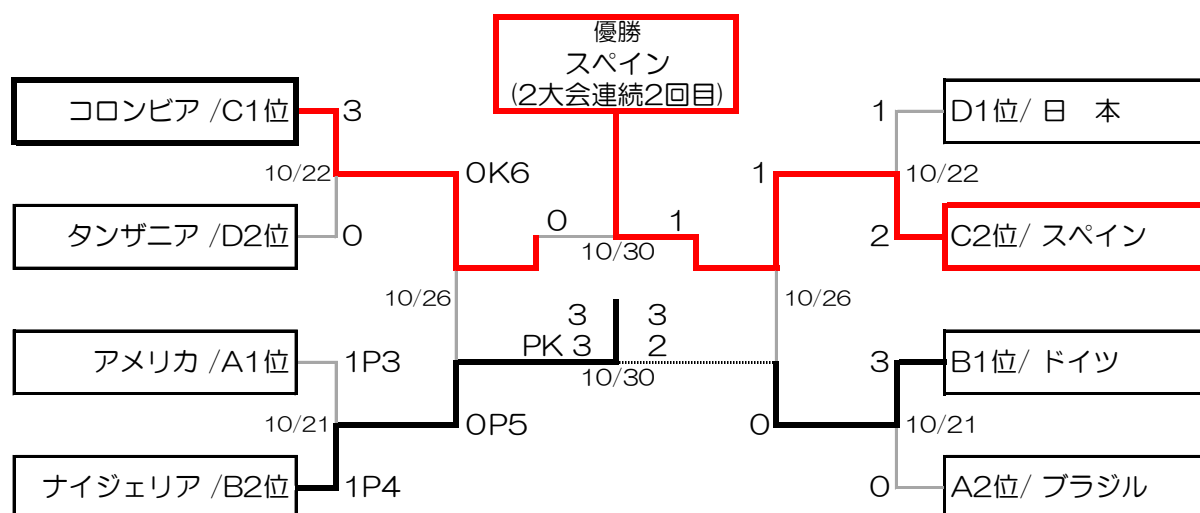 優勝
スペイン
(2大会連続2回目)
コロンビア /C1位
3
10/22
タンザニア /D2位
0
0K6
10/26
アメリカ /A1位
1P3
10/21
ナイジェリア /B2位
1P4
0P5
0
1
10/30
3
3
PK 3
2
10/30
1
D1位/ 日　本
10/22
2
C2位/ スペイン
1
10/26
3
B1位/ ドイツ
10/21
0
A2位/ ブラジル
0